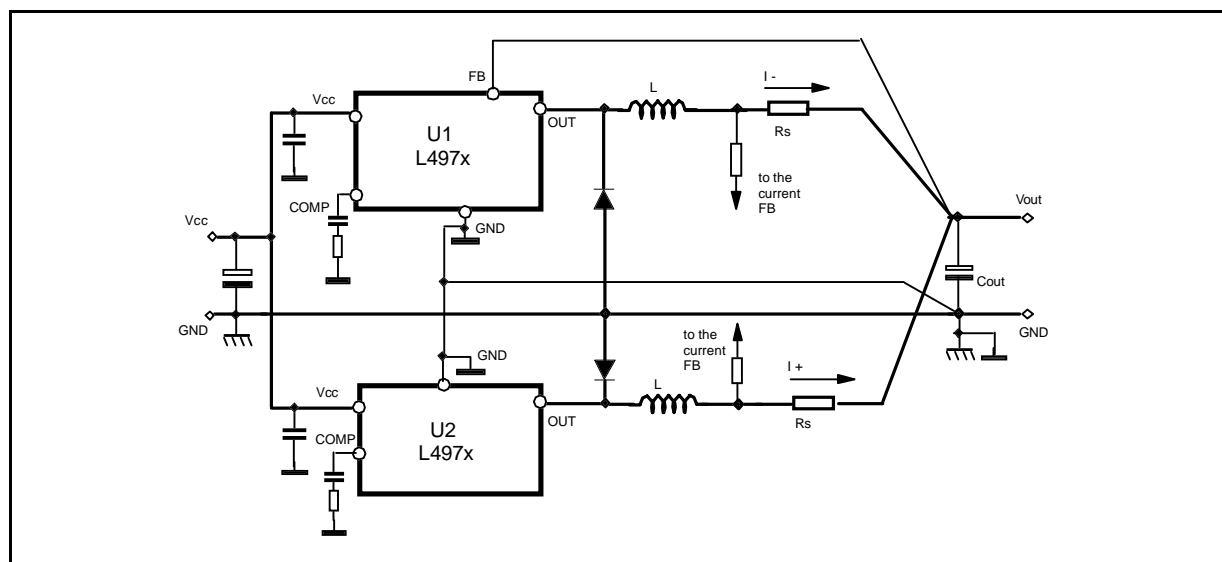 FB
L
I -
Vcc
OUT
U1
L497x
Rs
to the
current
FB
COMP
Vout
Vcc
GND
Cout
GND
GND
to the
current
FB
GND
I +
L
Vcc
OUT
Rs
U2
L497x
COMP